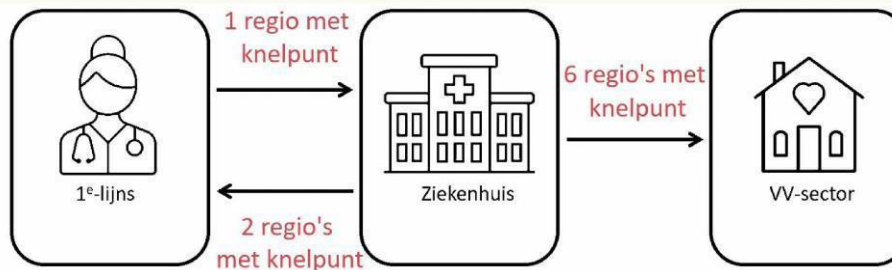 1 regio met
knelpunt
6 regio's met
knelpunt
1e-lijns
Ziekenhuis
VV-sector
2 regio's
met knelpunt